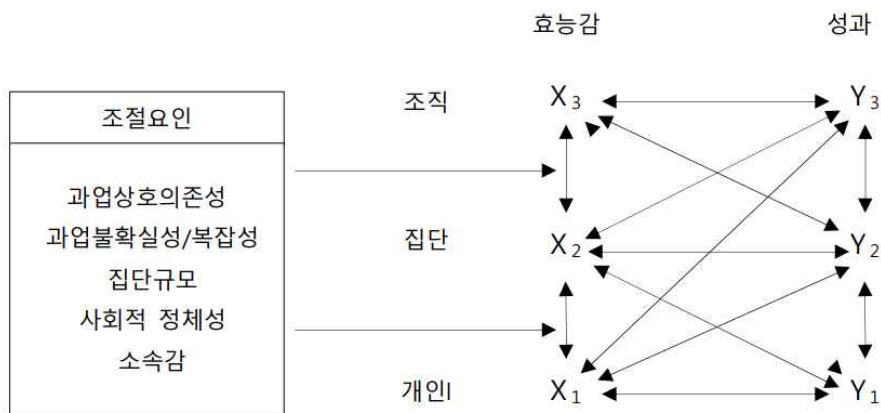 효능감 성과
조절요인
과업상호의존성
과업불확실성/복잡성
집단규모
사회적 정체성
소속감
조직 X₃ Y₃
집단 X₂ Y₂
개인I X₁ Y₁